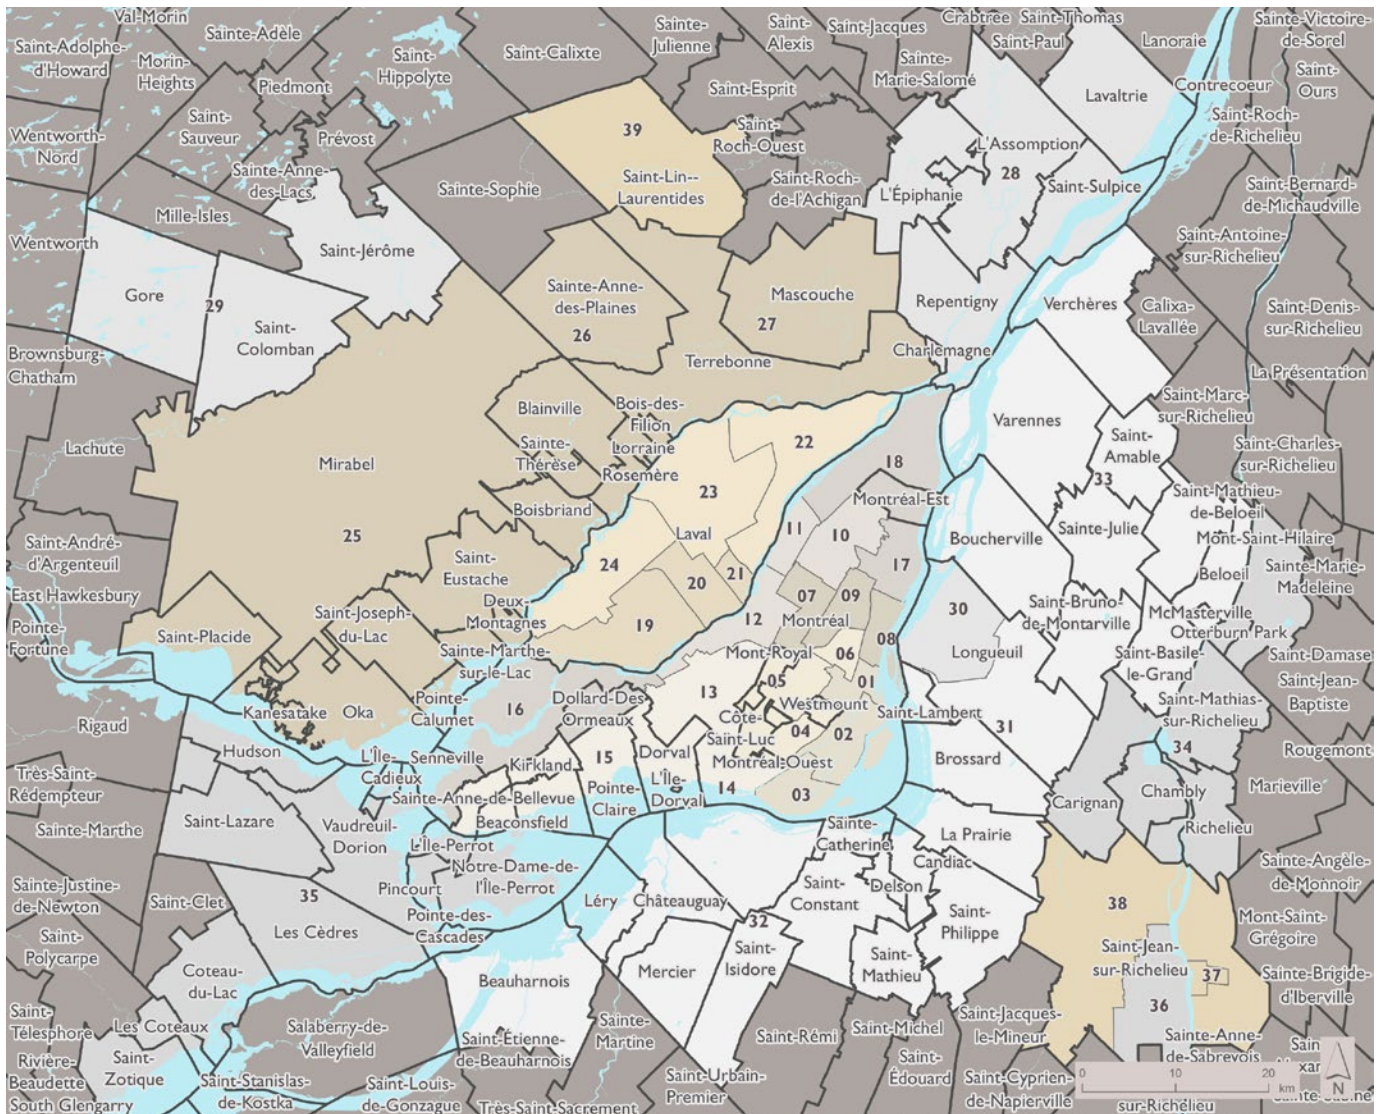 Val-Morin
Sainte-Adèle
Saint-Adolphe-
d'Howard
Morin-
Heights
Piedmont
Saint-
Hippolyte
Saint-Calixte
Sainte-
Julienne
Saint-
Alexis
Saint-Jacques
Crabtree
Saint-Thomas
Saint-Paul
Sainte-
Marie-Salomé
Lanoraie
Sainte-Victoire-
de-Sorel
Saint-
Ours
Contrecoeur
Lavaltrie
Saint-Roch-
de-Richelieu
Saint-Esprit
Saint-
Roch-Ouest
Saint-Roch-
de-l'Achigan
39
Saint-Lin--
Laurentides
Wentworth-
Nord
Saint-
Sauveur
Prévost
Sainte-Anne-
des-Lacs
Mille-Isles
Sainte-Sophie
L'Assomption
28
L'Épiphanie
Saint-Sulpice
Saint-Bernard-
de-Michaudville
Saint-Antoine-
sur-Richelieu
Wentworth
Saint-Jérôme
Gore
29
Saint-
Colomban
Sainte-Anne-
des-Plaines
26
Mascouche
27
Repentigny
Verchères
Calixa-
Lavallée
Saint-Denis-
sur-Richelieu
Brownsburg-
Chatham
Terrebonne
Charlemagne
La Présentation
Saint-Marc-
sur-Richelieu
Blainville
Bois-des-
Filion
Lorraine
Sainte-
Thérèse
Rosemère
22
Varennes
Saint-
Amable
Saint-Charles-
sur-Richelieu
Lachute
Mirabel
18
33
Boisbriand
23
Montréal-Est
Saint-Mathieu-
de-Beloeil
25
Laval
11
10
Boucherville
Sainte-Julie
Mont-Saint-Hilaire
Saint-André-
d'Argenteuil
Saint-
Eustache
24
20
21
17
Beloeil
Sainte-Marie-
Madeleine
East Hawkesbury
Deux-
Montagnes
07
09
30
Saint-Bruno-
de-Montarville
McMasterville
Otterburn Park
Pointe-
Fortune
Saint-Placide
Saint-Joseph-
du-Lac
19
12
Montréal
08
Longueuil
Saint-Basile-
le-Grand
Saint-Damase
Sainte-Marthe-
sur-le-Lac
Mont-Royal
06
Saint-Jean-
Baptiste
Rigaud
Kanesatake
Oka
Pointe-
Calumet
16
Dollard-Des-
Ormeaux
13
05
01
Westmount
Saint-Lambert
Saint-Mathias-
sur-Richelieu
Hudson
L'Île-
Cadieux
Senneville
Kirkland
15
Dorval
Côte-
Saint-Luc
04
02
31
34
Rougemont
Très-Saint-
Rédempteur
Montréal-Ouest
Brossard
Marieville
Sainte-Anne-de-Bellevue
Pointe-
Claire
L'Île-
Dorval
14
03
Carignan
Chambly
Sainte-Marthe
Saint-Lazare
Vaudreuil-
Dorion
Beaconsfield
L'Île-Perrot
Sainte-
Catherine
La Prairie
Richelieu
Notre-Dame-de-
l'Île-Perrot
Candiac
Sainte-Angèle-
de-Monnoir
Sainte-Justine-
de-Newton
Saint-Clet
35
Pincourt
Léry
Châteauguay
Saint-
Constant
Delson
38
Pointe-des-
Cascades
32
Saint-
Philippe
Mont-Saint-
Grégoire
Saint-
Polycarpe
Les Cèdres
Saint-Jean-
sur-Richelieu
Mercier
Saint-
Isidore
Saint-
Mathieu
37
Sainte-Brigide-
d'Iberville
Coteau-
du-Lac
Beauharnois
36
Saint-
Télesphore
Les Coteaux
Salaberry-de-
Valleyfield
Saint-Étienne-
de-Beauharnois
Sainte-
Martine
Saint-Rémi
Saint-Michel
Saint-Jacques-
le-Mineur
Sainte-Anne-
de-Sabrevois
Rivière-
Beaudette
Saint-
Zotique
Saint-
Édouard
South Glengarry
Saint-Stanislas-
de-Kostka
Saint-Louis-
de-Gonzague
Saint-Urbain-
Premier
Saint-Cyprien-
de-Napierville
Très-Saint-Sacrement
sur-Richelieu
0 10 20
km
N